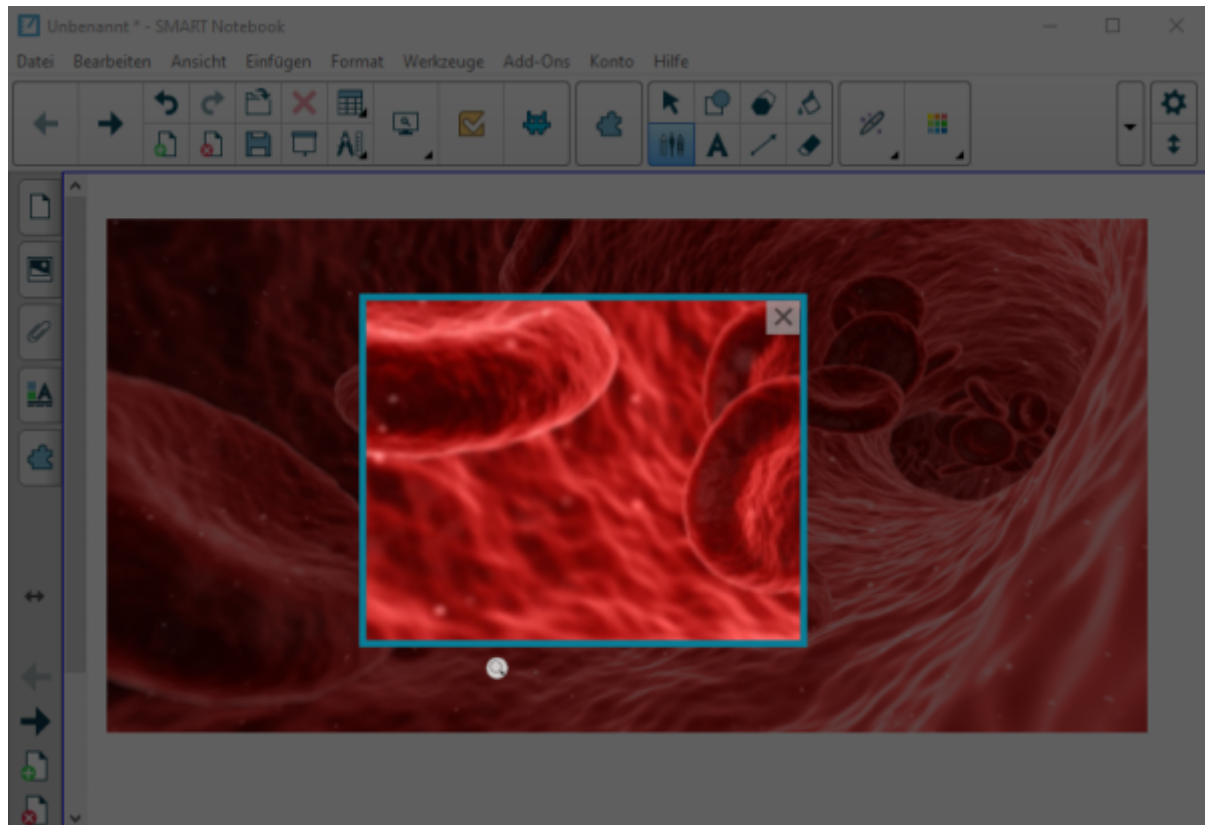 Unbenannt * - SMART Notebook
Datei Bearbeiten Ansicht Einfügen Format Werkzeuge Add-Ons Konto Hilfe